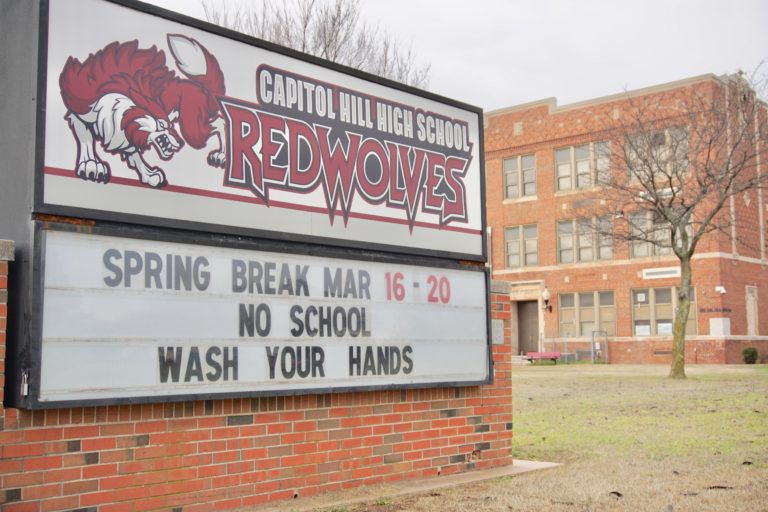 CAPITOL HILL HIGH SCHOOL
REDWOLVES
SPRING BREAK MAR 16 - 20
NO SCHOOL
WASH YOUR HANDS